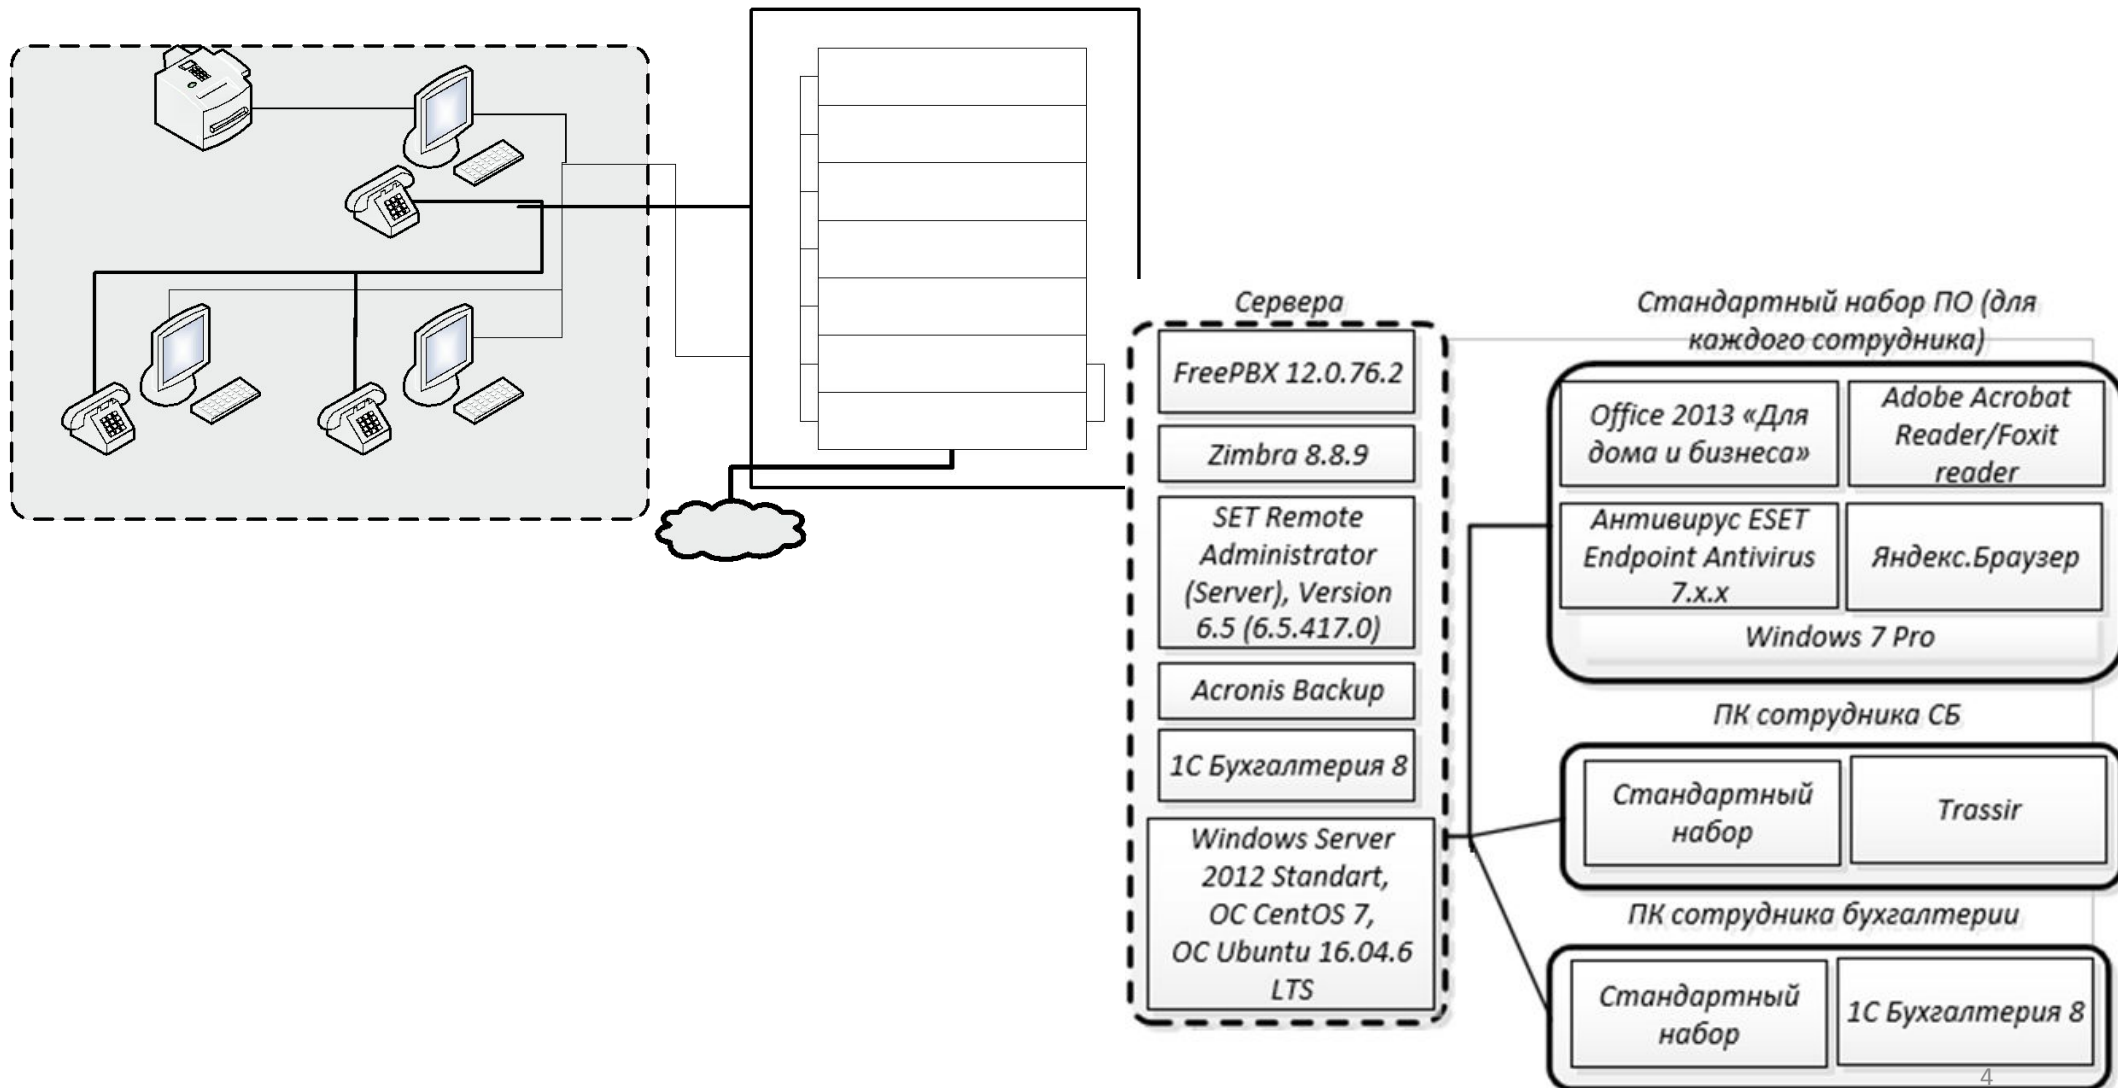 Сервера
FreePBX 12.0.76.2
Zimbra 8.8.9
SET Remote
Administrator
(Server), Version
6.5 (6.5.417.0)
Acronis Backup
1С Бухгалтерия 8
Windows Server
2012 Standart,
ОС CentOS 7,
ОС Ubuntu 16.04.6
LTS
Стандартный набор ПО (для
каждого сотрудника)
Office 2013 «Для
дома и бизнеса»
Adobe Acrobat
Reader/Foxit
reader
Антивирус ESET
Endpoint Antivirus
7.x.x
Яндекс.Браузер
Windows 7 Pro
ПК сотрудника СБ
Стандартный
набор
Trassir
ПК сотрудника бухгалтерии
Стандартный
набор
1С Бухгалтерия 8
4